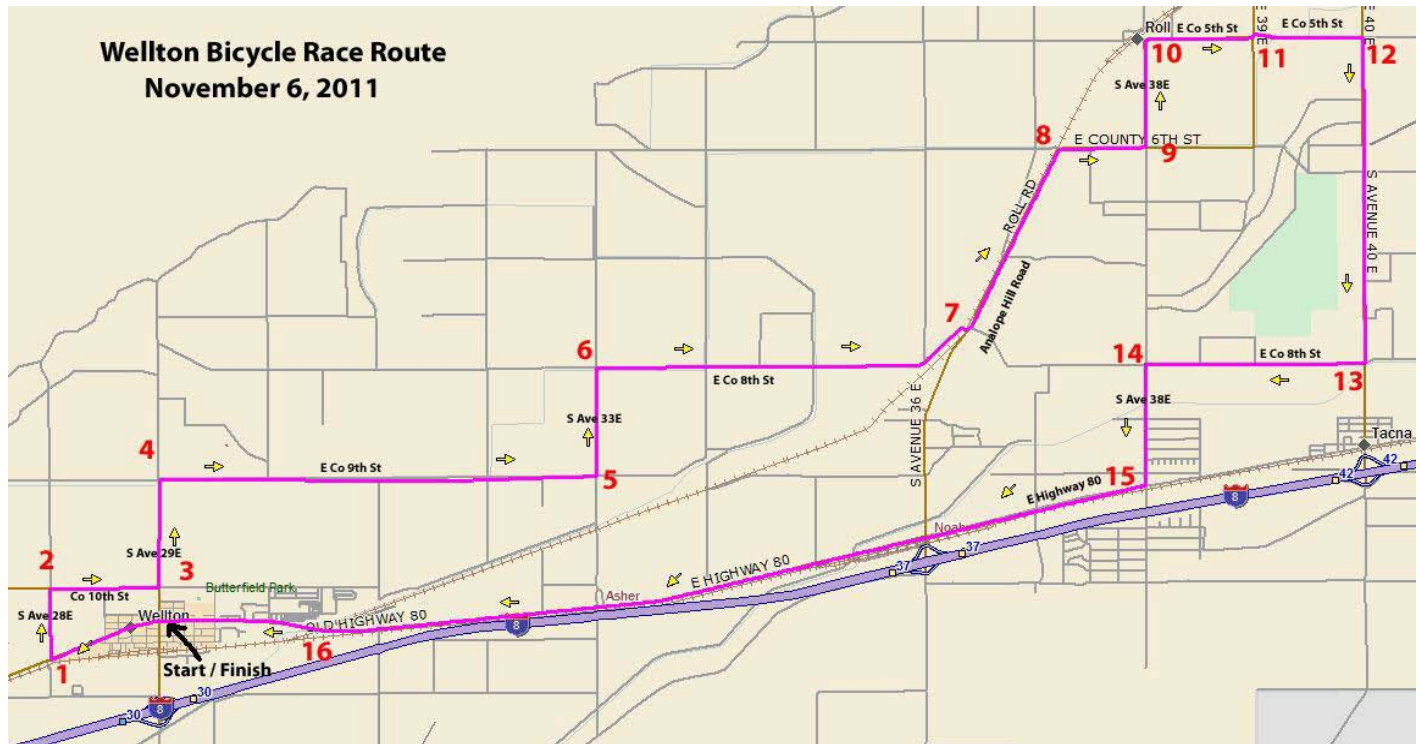 Wellton Bicycle Race Route
November 6, 2011
Roll
E Co 5th St
E 39 E
E Co 5th St
E 40 E
10
11
12
S Ave 38E
8
E COUNTY 6TH ST
9
ROLL RD
S AVENUE 40 E
7
Analope Hill Road
6
E Co 8th St
14
E Co 8th St
13
S AVENUE 36 E
S Ave 33E
S Ave 38E
Tacna
4
E Co 9th St
5
42
42
15
E Highway 80
8
Noah
S Ave 29E
37
37
E HIGHWAY 80
2
3
Butterfield Park
Co 10th St
Asher
S Ave 28E
Wellton
OLD HIGHWAY 80
8
1
Start / Finish
16
30
8
30